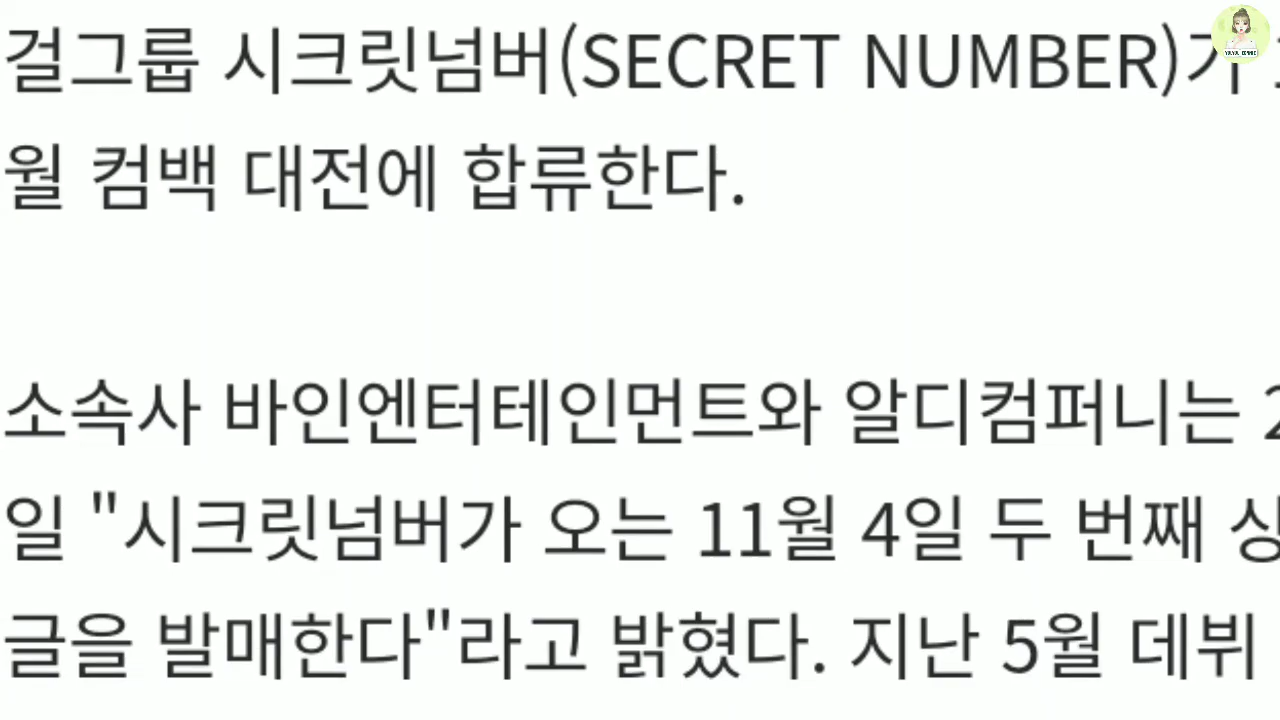 걸그룹 시크릿넘버(SECRET NUMBER)가
월 컴백 대전에 합류한다.
소속사 바인엔터테인먼트와 알디컴퍼니는
일 "시크릿넘버가 오는 11월 4일 두 번째 싱
글을 발매한다"라고 밝혔다. 지난 5월 데뷔